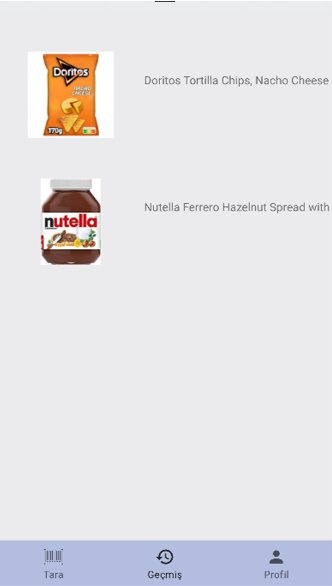 Doritos
NACHO
CHEESE
170g
Doritos Tortilla Chips, Nacho Cheese
nutella
Nutella Ferrero Hazelnut Spread with
Tara
Geçmiş
Profil